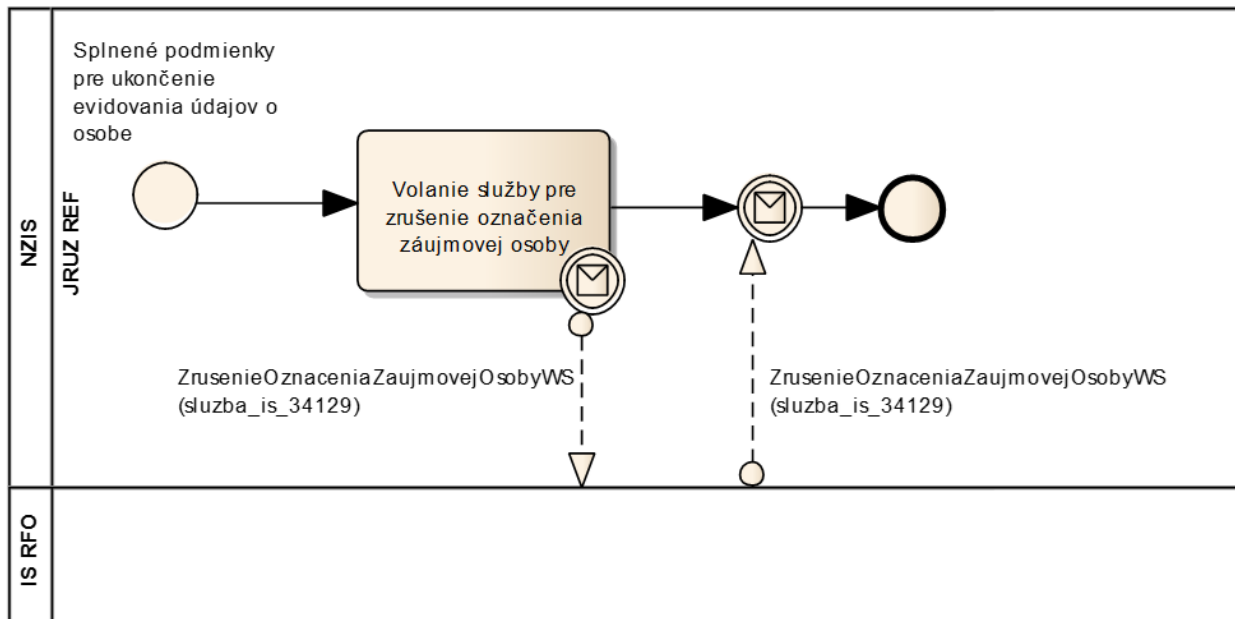 NZIS
JRUZ REF
Splnené podmienky
pre ukončenie
evidovania údajov o
osobe
Volanie služby pre
zrušenie označenia
záujmovej osoby
ZrusenieOznaceniaZaujmovejOsobyWS
(sluzba_is_34129)
ZrusenieOznaceniaZaujmovejOsobyWS
(sluzba_is_34129)
IS RFO